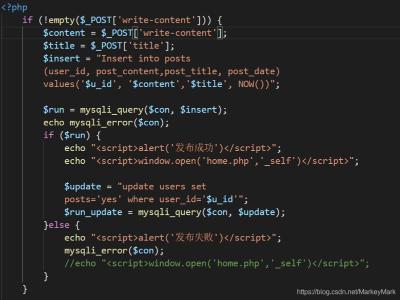 <?php
if (!empty($_POST['write-content'])) {
$content = $_POST['write-content'];
$title = $_POST['title'];
$insert = "Insert into posts
(user_id, post_content,post_title, post_date)
values('$u_id', '$content','$title', NOW())";
$run = mysqli_query($con, $insert);
echo mysqli_error($con);
if ($run) {
echo "<script>alert('发布成功')</script>";
echo "<script>window.open('home.php','_self')</script>";
$update = "update users set
posts='yes' where user_id='$u_id'";
$run_update = mysqli_query($con, $update);
}else {
echo "<script>alert('发布失败')</script>";
mysqli_error($con);
//echo "<script>window.open('home.php','_self')</script>";
}
}
https://blog.csdn.net/MarkeyMark